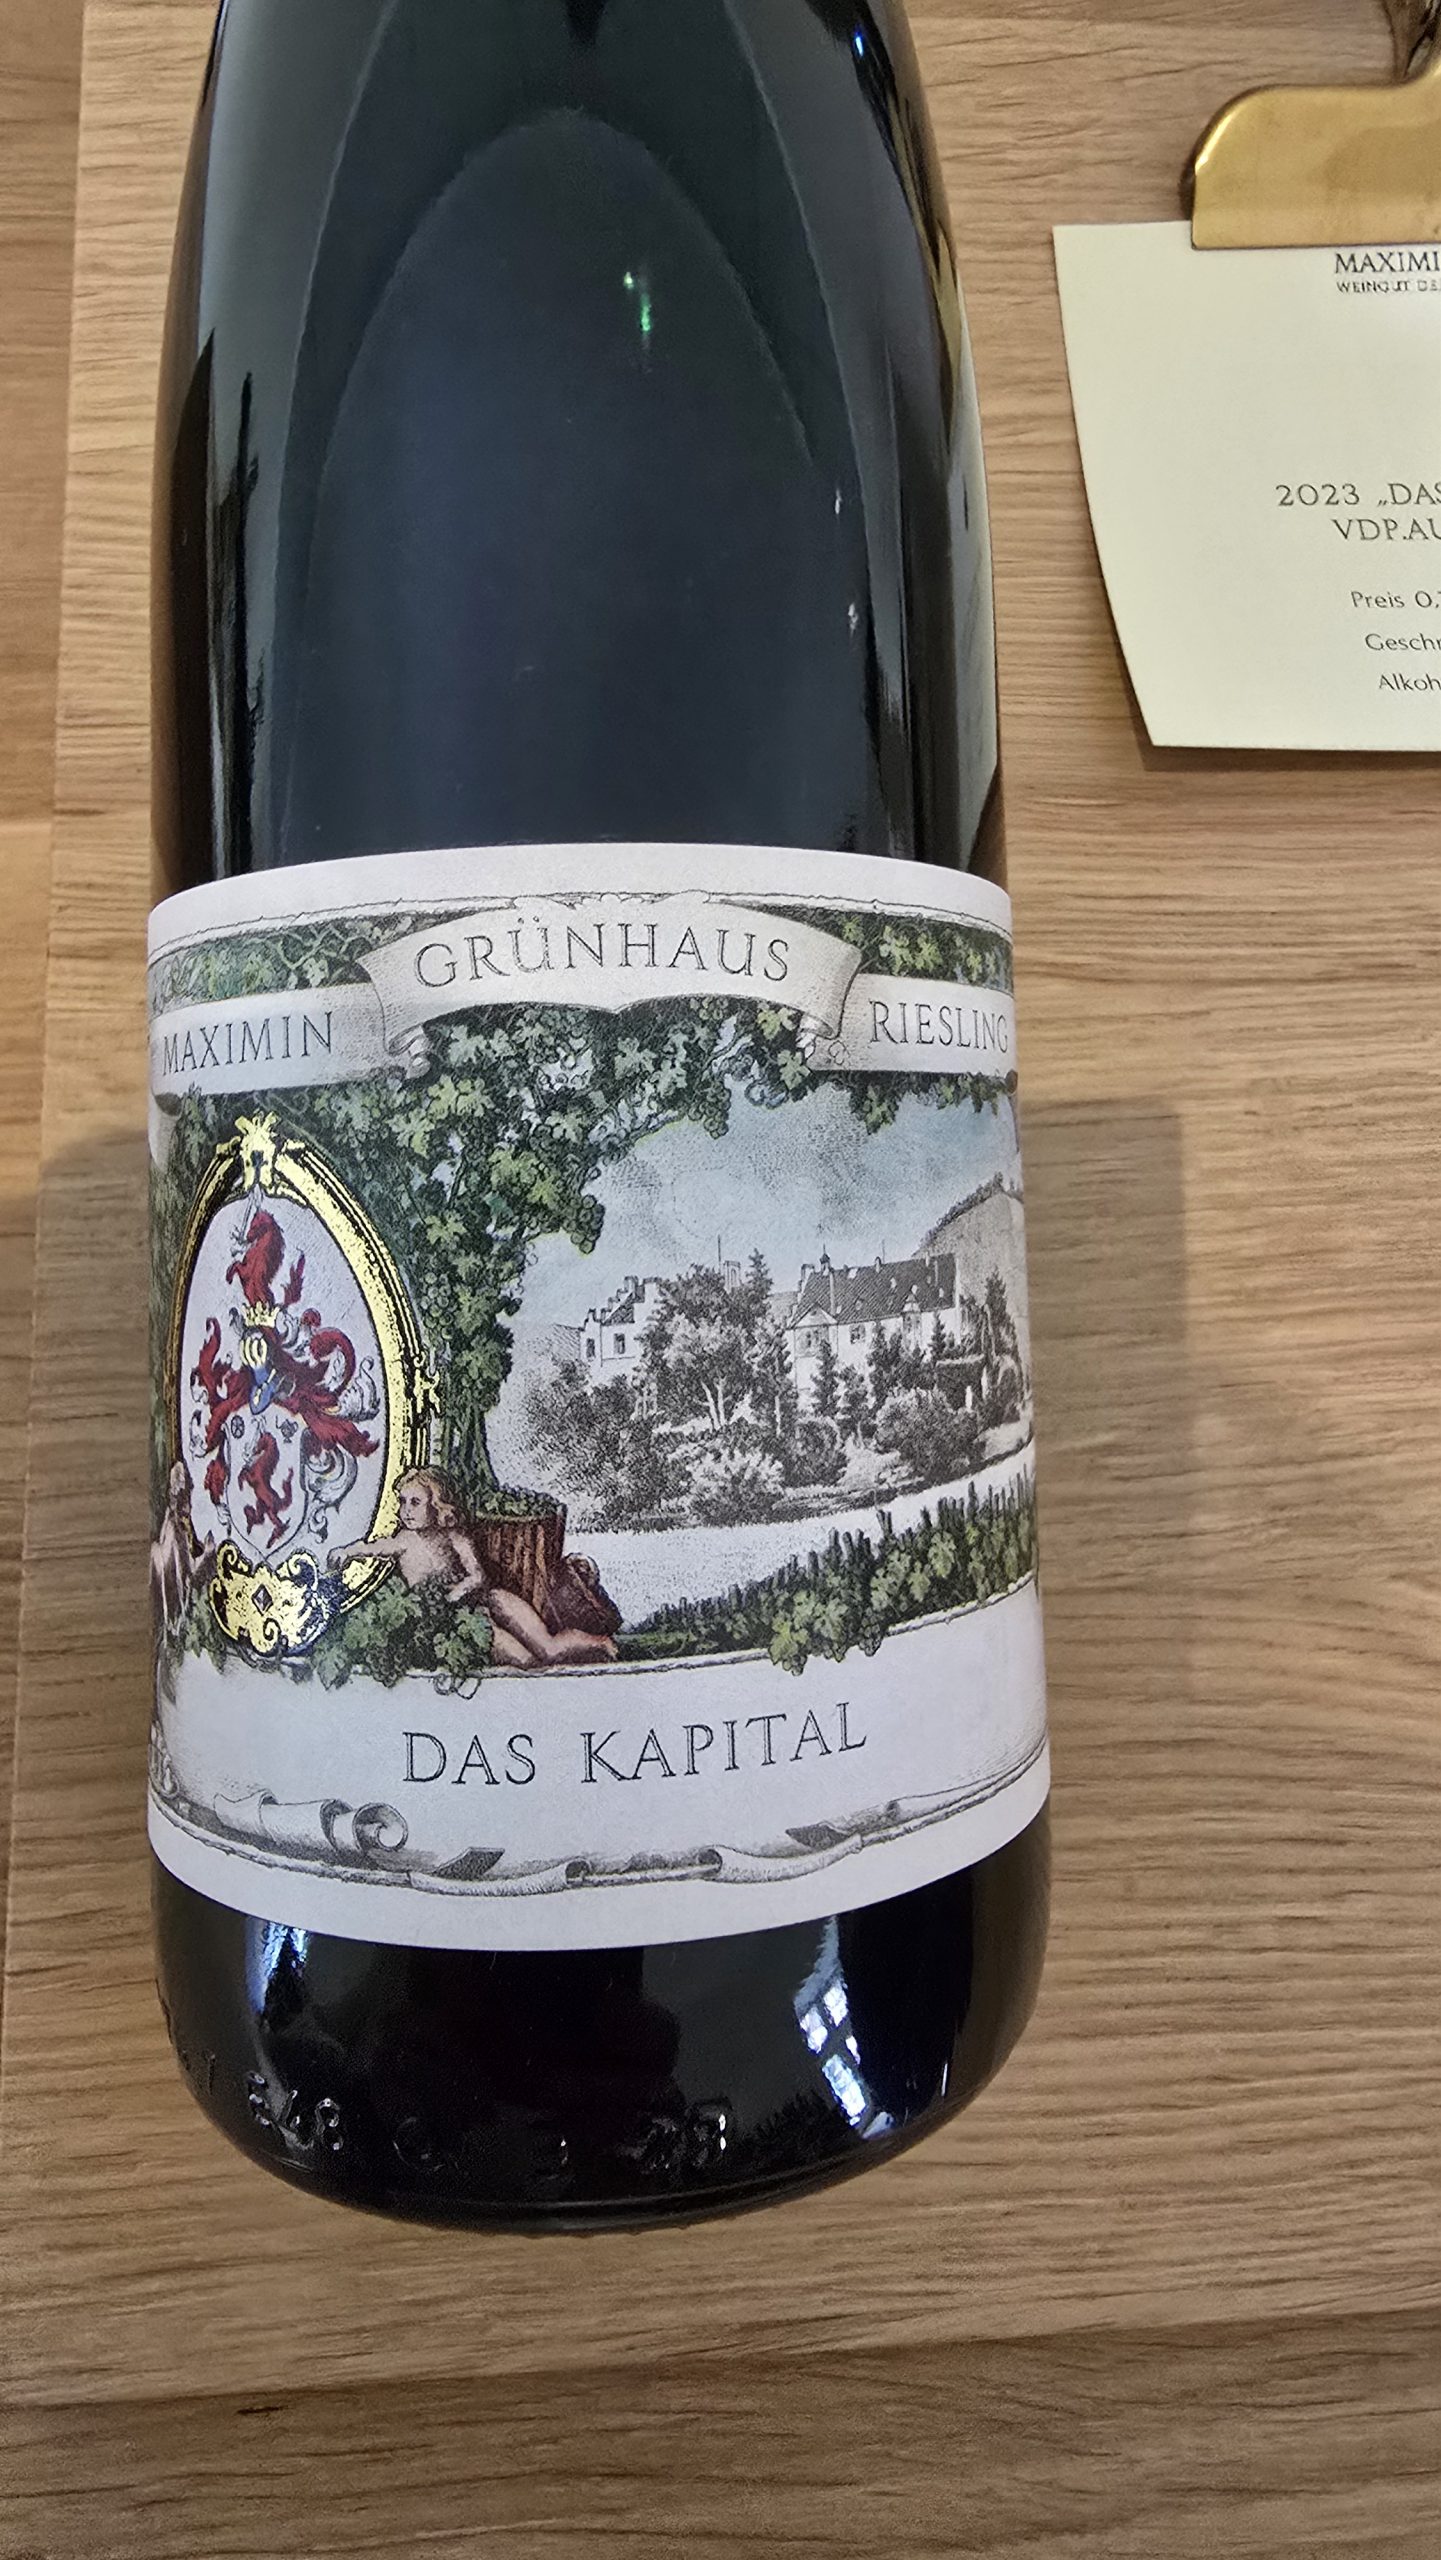 MAXIMI
WEINGUT DE
2023 „DAS
VDP.AU
Preis 0,
Geschm
Alkoh
GRÜNHAUS
MAXIMIN
RIESLING
DAS KAPITAL